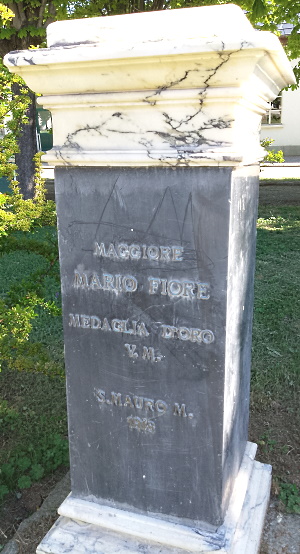 MAGGIORE
MARIO FIORE
MEDAGLIA D'ORO
V. M.
S. MAURO M.